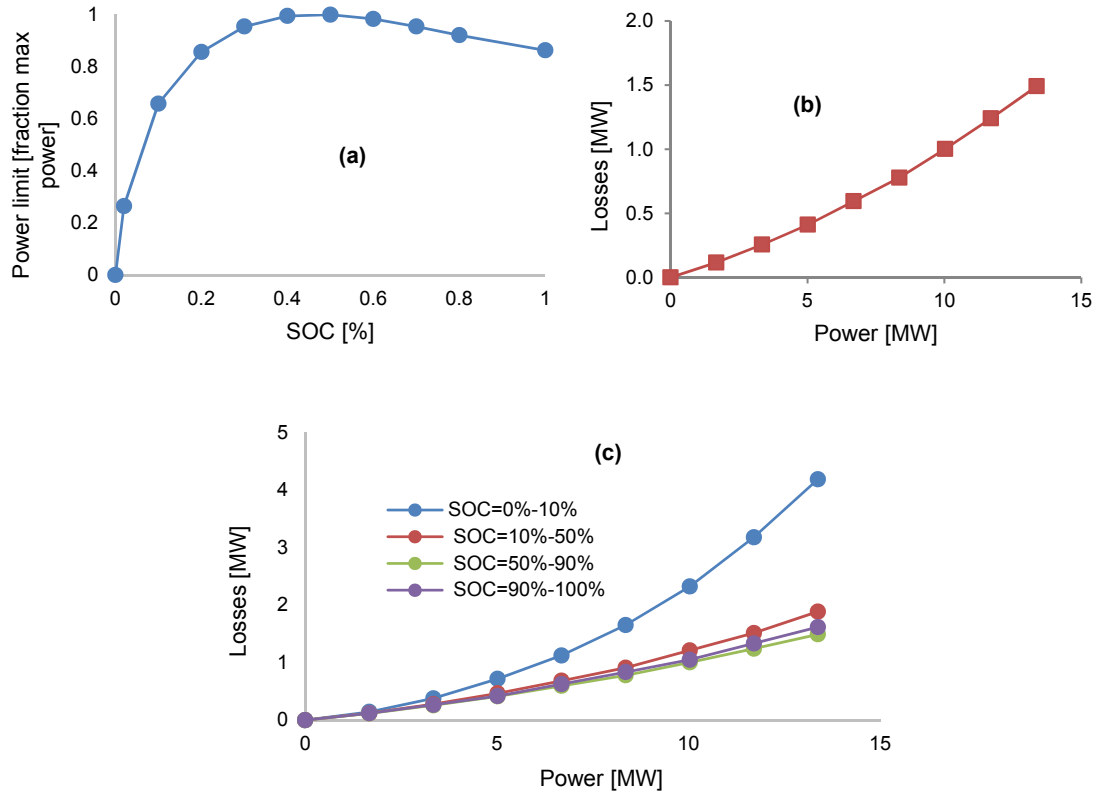 Power limit [fraction max
power]
1
0.8
0.6
0.4
0.2
0
(a)
0
0.2
0.4
0.6
0.8
1
SOC [%]
Losses [MW]
2.0
1.5
1.0
0.5
0.0
(b)
0
5
10
15
Power [MW]
Losses [MW]
5
4
3
2
1
0
(c)
SOC=0%-10%
SOC=10%-50%
SOC=50%-90%
SOC=90%-100%
0
5
10
15
Power [MW]